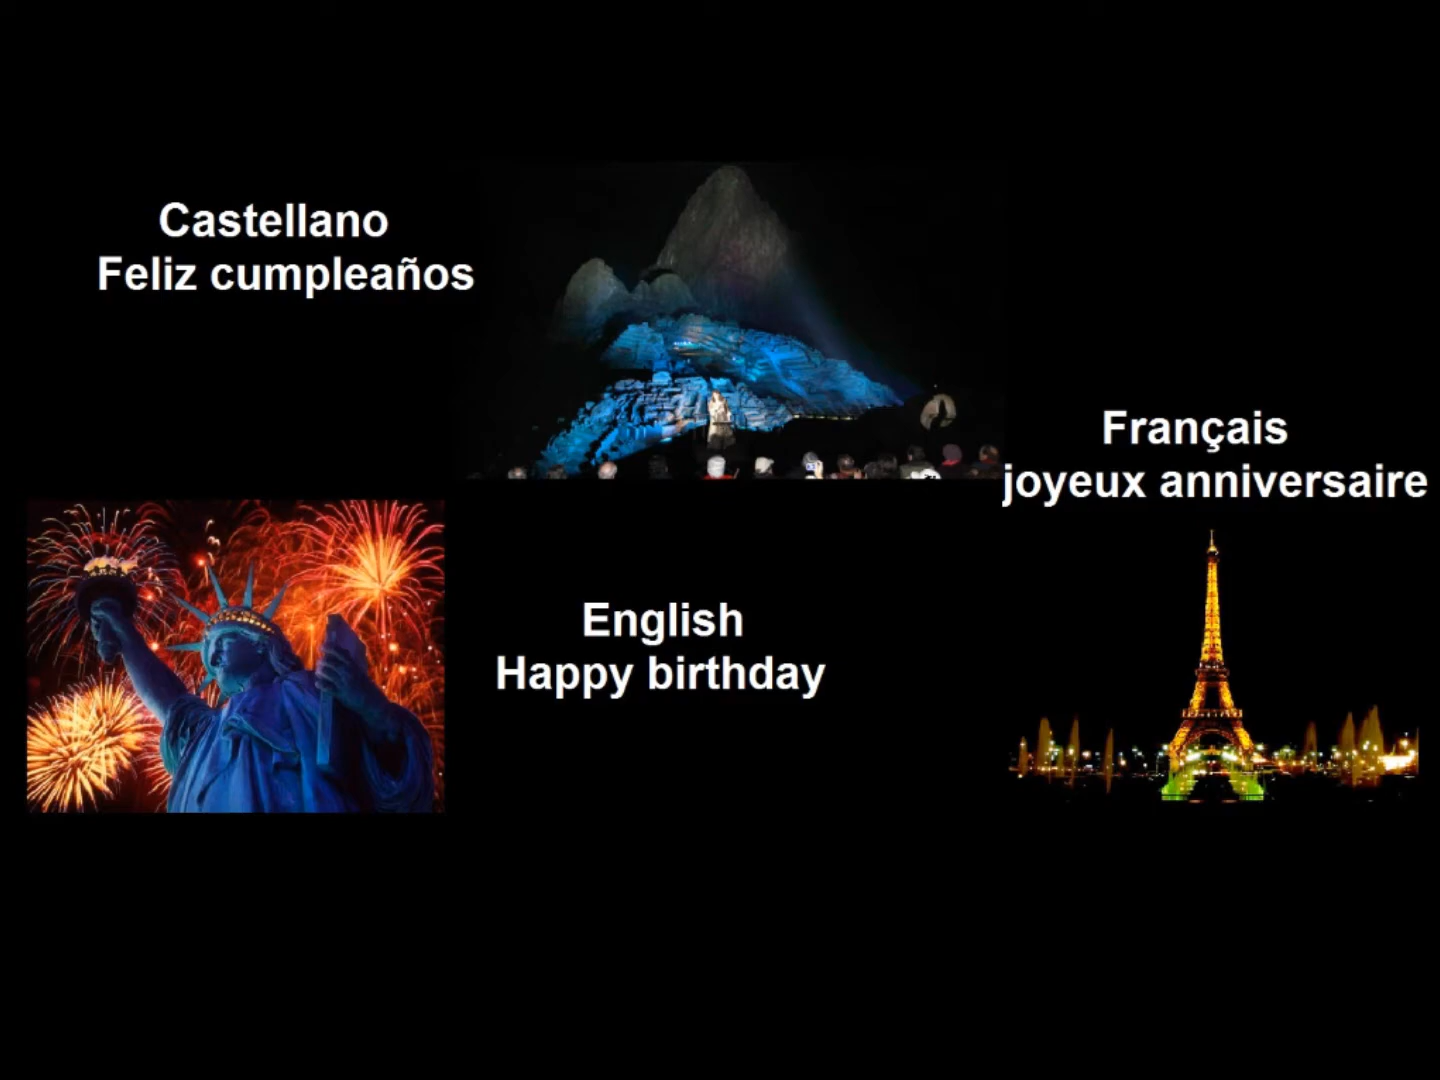 Castellano
Feliz cumpleaños
Français
joyeux anniversaire
English
Happy birthday